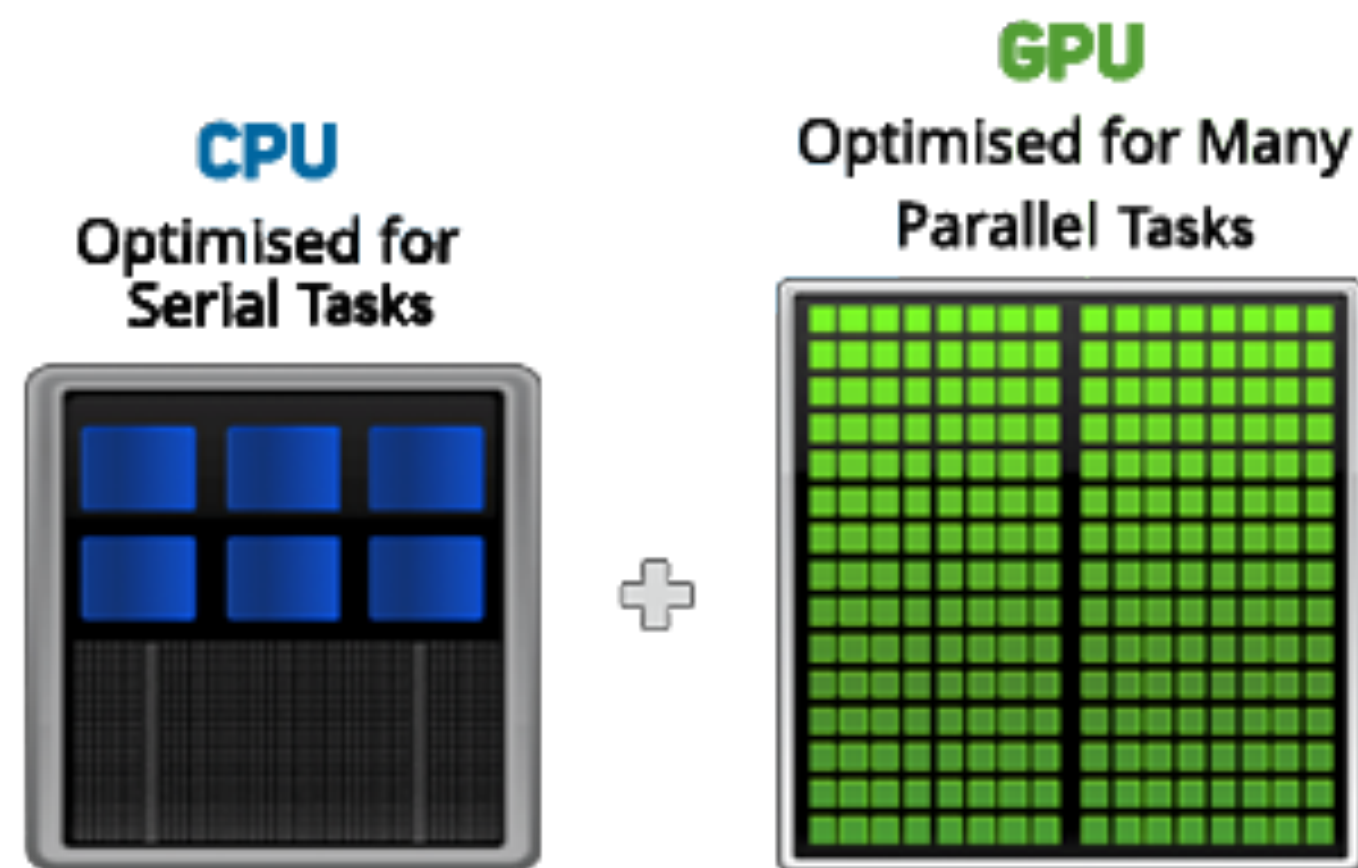 CPU
Optimised for
Serial Tasks
GPU
Optimised for Many
Parallel Tasks